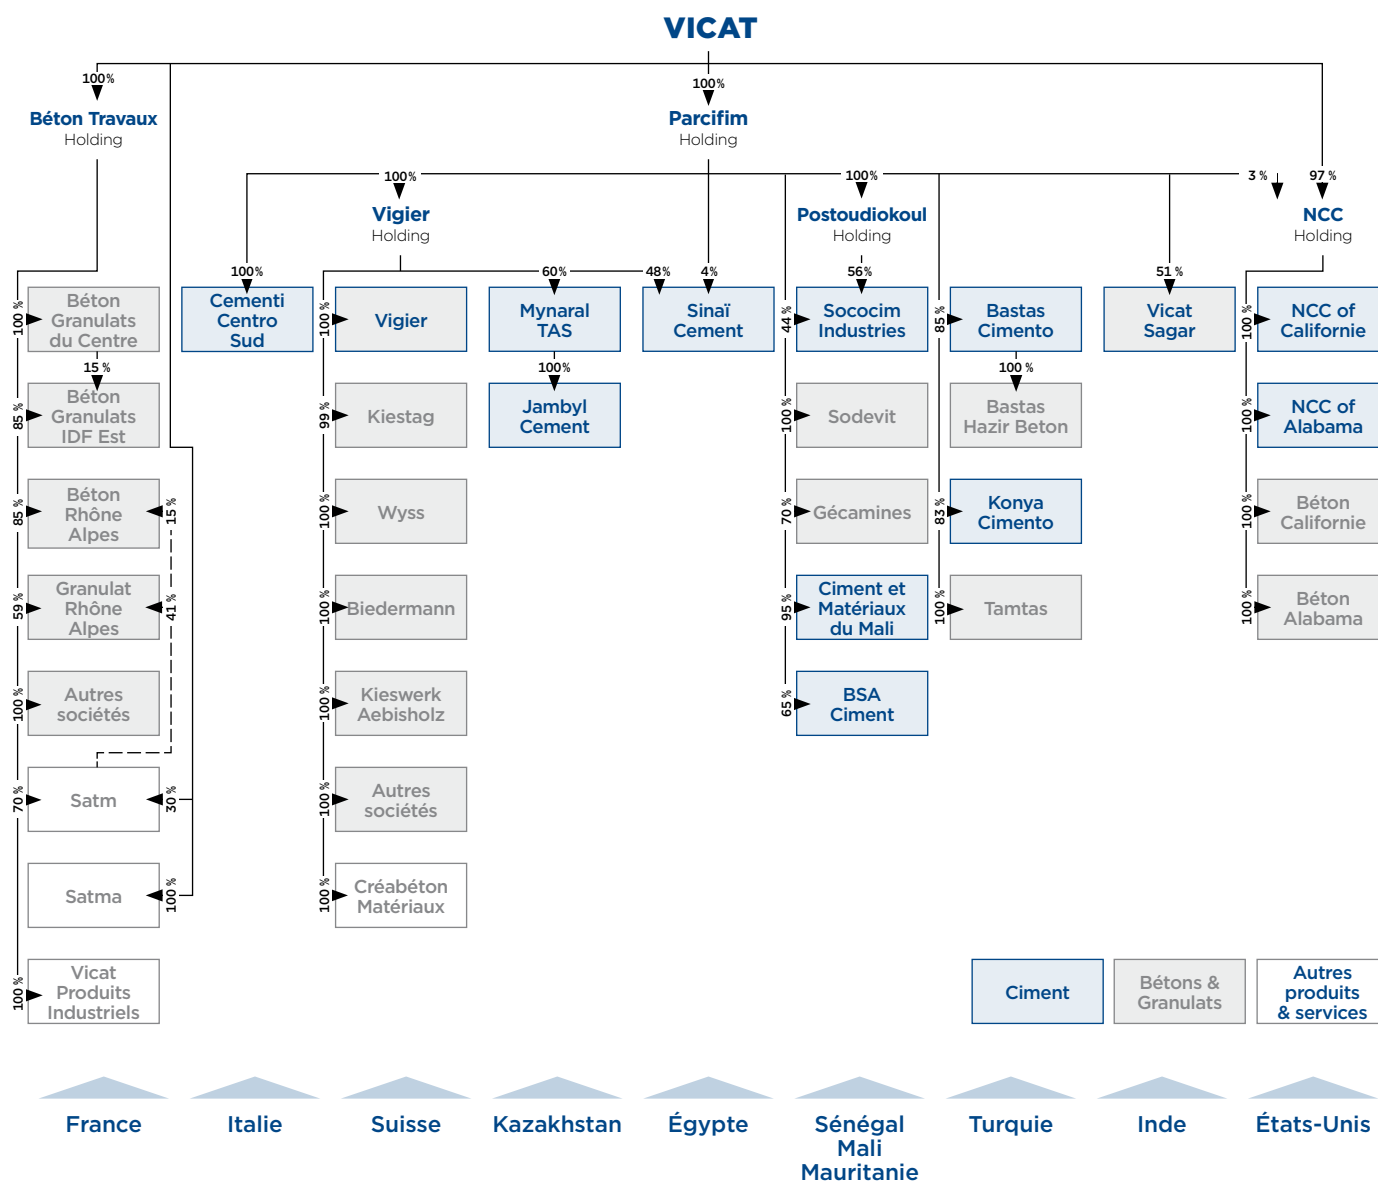 VICAT
100%
100%
Béton Travaux
Holding
Parcifim
Holding
100%
100%
3 %
97 %
Vigier
Holding
Postoudiokoul
Holding
NCC
Holding
100%
60%
48%
4%
56%
51 %
100 %
Béton
Granulats
du Centre
Cementi
Centro
Sud
100 %
Vigier
Mynaral
TAS
Sinaï
Cement
44 %
Sococim
Industries
85 %
Bastas
Cimento
Vicat
Sagar
100 %
NCC of
Californie
15 %
100%
100 %
85 %
Béton
Granulats
IDF Est
99 %
Kiestag
Jambyl
Cement
100 %
Sodevit
Bastas
Hazir Beton
100 %
NCC of
Alabama
85 %
Béton
Rhône
Alpes
15 %
100 %
Wyss
70 %
Gécamines
83 %
Konya
Cimento
100 %
Béton
Californie
59 %
Granulat
Rhône
Alpes
41 %
100 %
Biedermann
95 %
Ciment et
Matériaux
du Mali
100 %
Tamtas
100 %
Béton
Alabama
100 %
Autres
sociétés
100 %
Kieswerk
Aebisholz
65 %
BSA
Ciment
70 %
Satm
30 %
100 %
Autres
sociétés
Satma
100 %
100 %
Créabéton
Matériaux
100 %
Vicat
Produits
Industriels
Ciment
Bétons &
Granulats
Autres
produits
& services
France
Italie
Suisse
Kazakhstan
Égypte
Sénégal
Mali
Mauritanie
Turquie
Inde
États-Unis